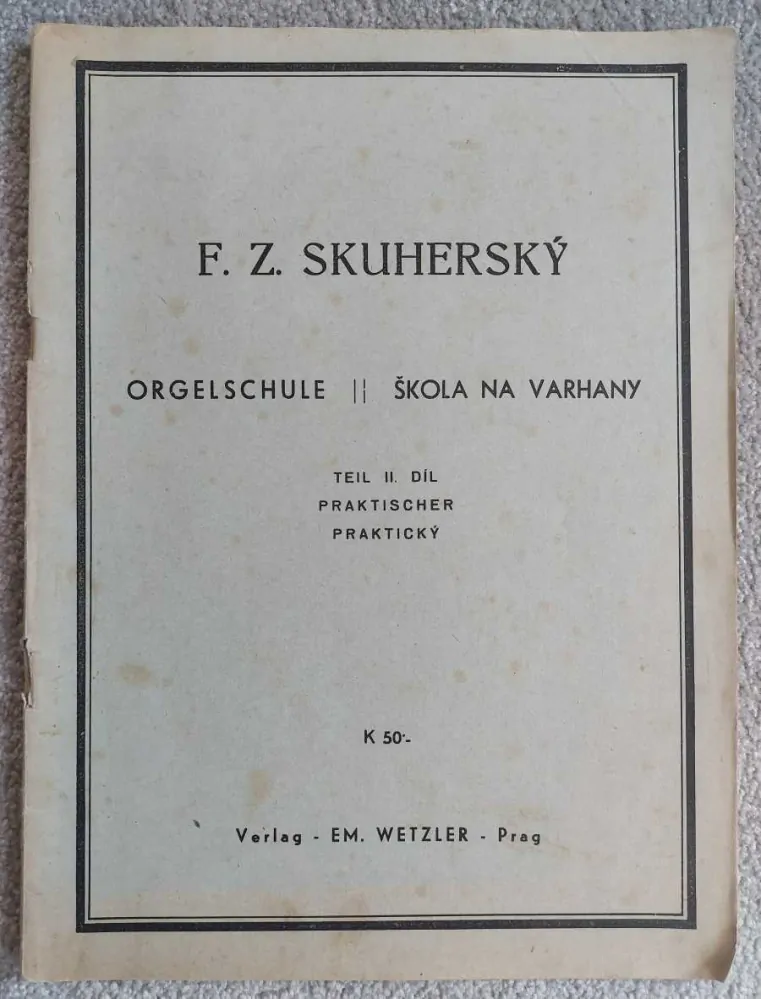 F. Z. SKUHERSKÝ
ORGELSCHULE || ŠKOLA NA VARHANY
TEIL II. DÍL
PRAKTISCHER
PRAKTICKÝ
K 50·-
Verlag - EM. WETZLER - Prag